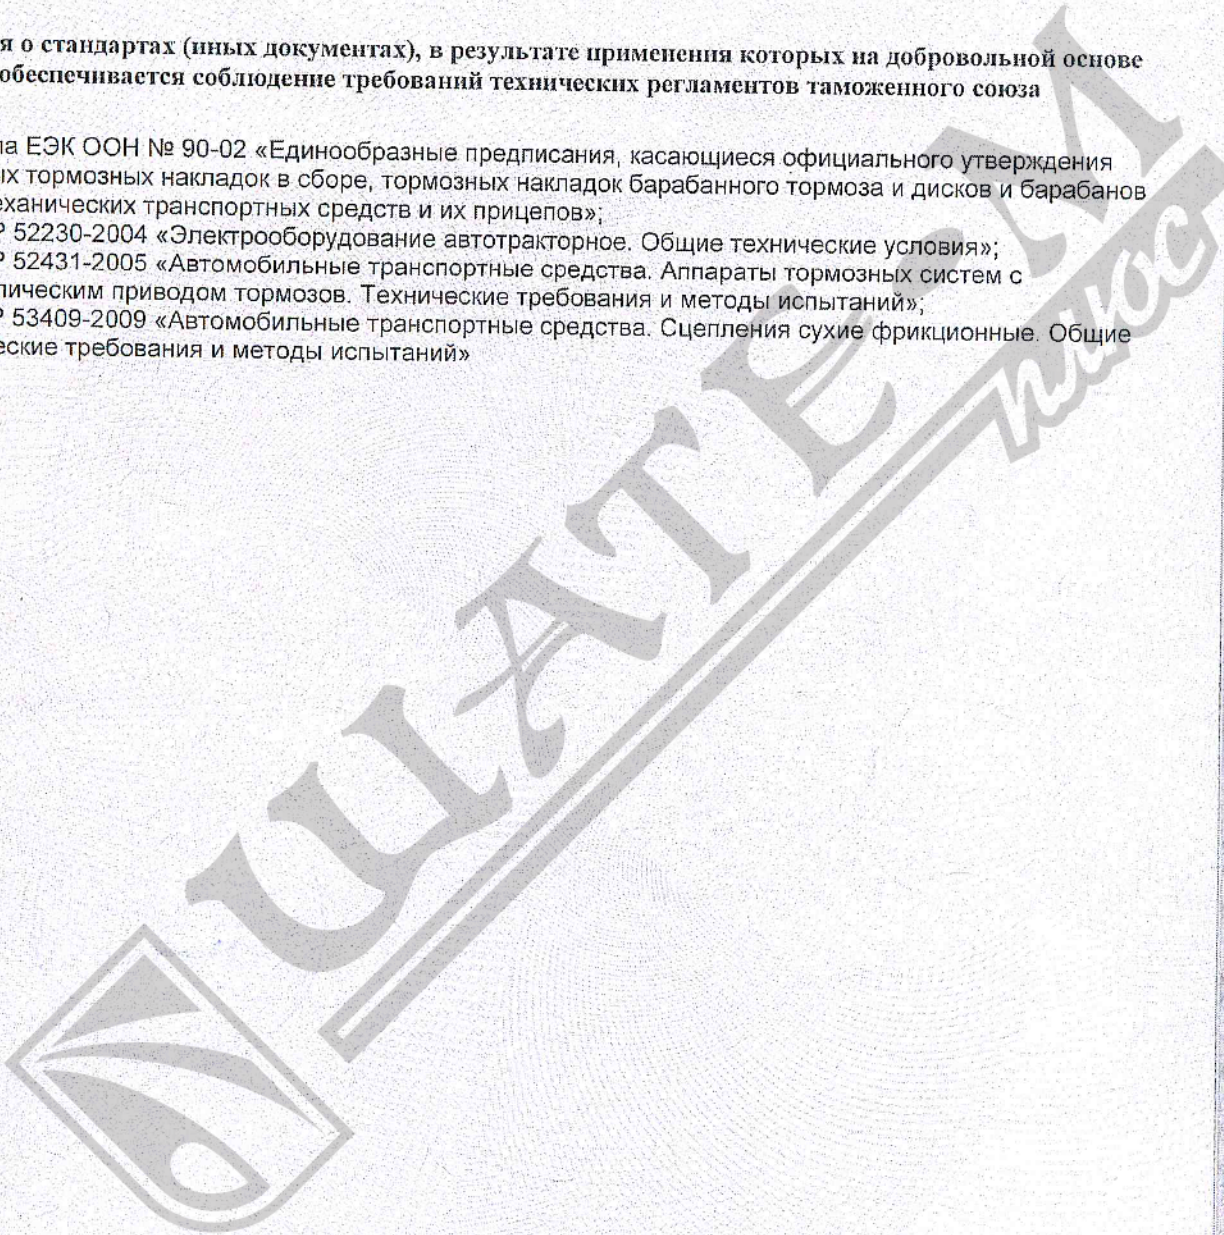 я о стандартах (иных документах), в результате применения которых на добровольной основе
обеспечивается соблюдение требований технических регламентов таможенного союза
ла ЕЭК ООН № 90-02 «Единообразные предписания, касающиеся официального утверждения
ых тормозных накладок в сборе, тормозных накладок барабанного тормоза и дисков и барабанов
еханических транспортных средств и их прицепов»;
Р 52230-2004 «Электрооборудование автотракторное. Общие технические условия»;
Р 52431-2005 «Автомобильные транспортные средства. Аппараты тормозных систем с
лическим приводом тормозов. Технические требования и методы испытаний»;
Р 53409-2009 «Автомобильные транспортные средства. Сцепления сухие фрикционные. Общие
еские требования и методы испытаний»
ШАТЕ-М
плюс